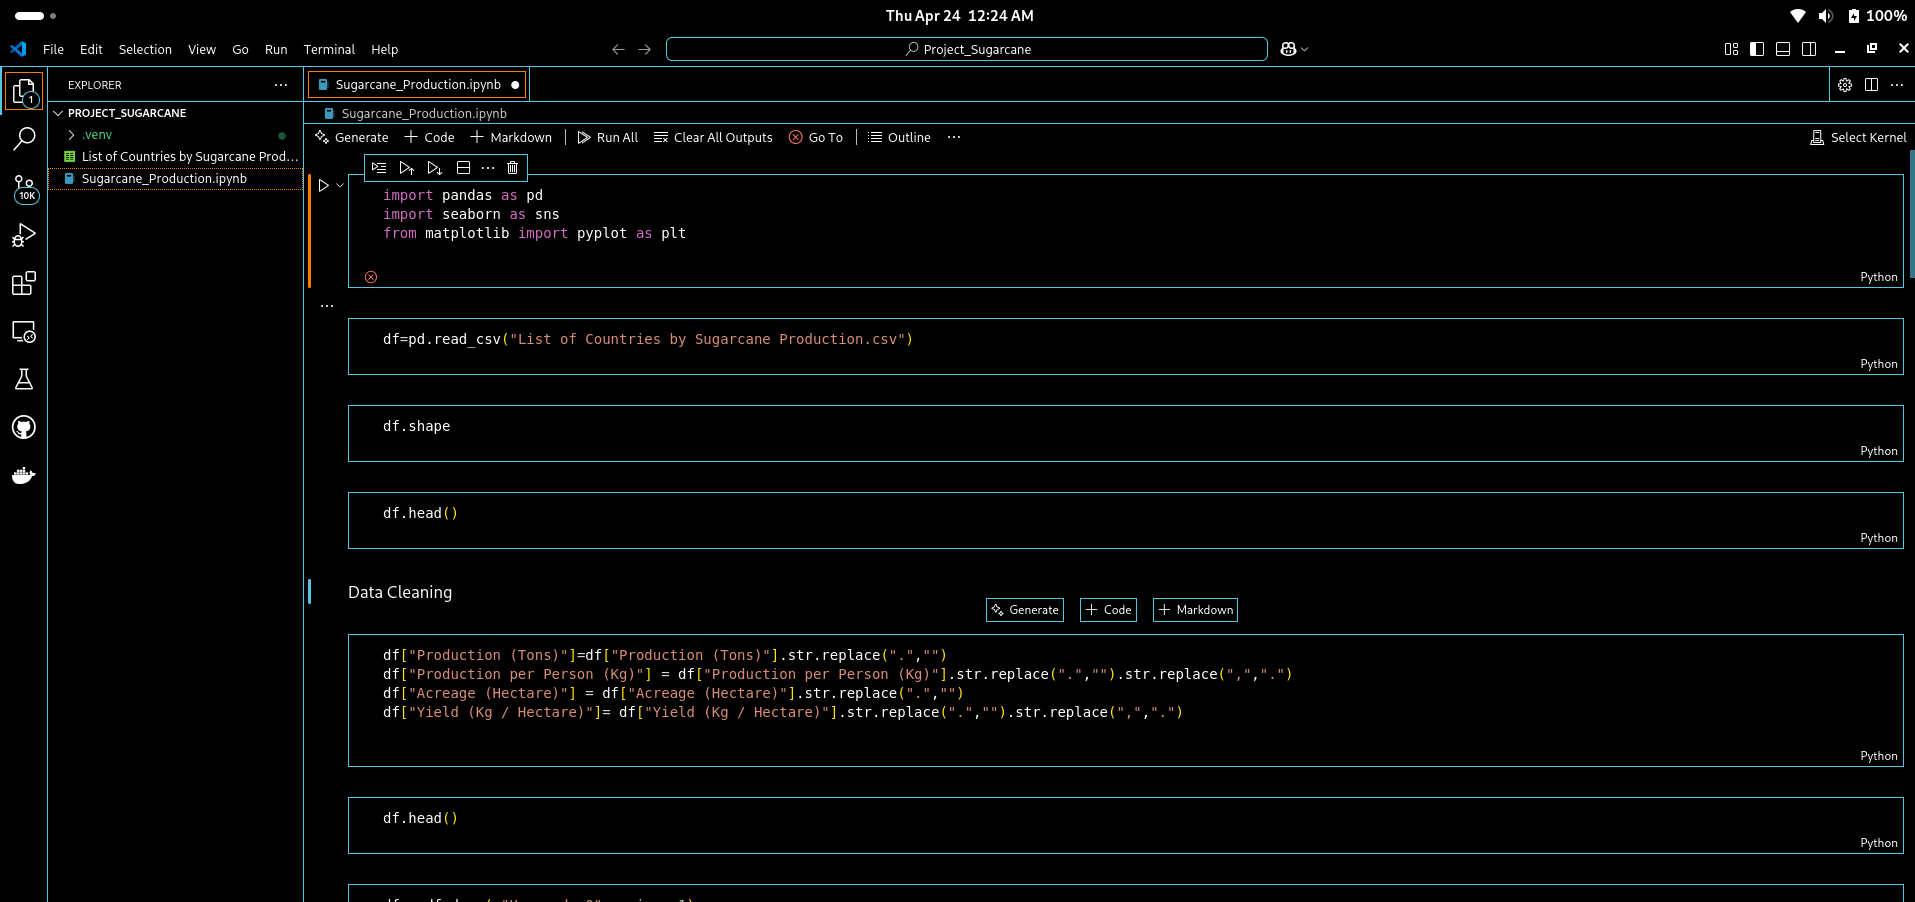 Thu Apr 24 12:24 AM
100%
File Edit Selection View Go Run Terminal Help
Project_Sugarcane
EXPLORER
PROJECT_SUGARCANE
.venv
List of Countries by Sugarcane Prod...
Sugarcane_Production.ipynb
1
10K
Sugarcane_Production.ipynb
Sugarcane_Production.ipynb
Generate Code Markdown Run All Clear All Outputs Go To Outline
Select Kernel
import pandas as pd
import seaborn as sns
from matplotlib import pyplot as plt
Python
df=pd.read_csv("List of Countries by Sugarcane Production.csv")
Python
df.shape
Python
df.head()
Python
Data Cleaning
Generate Code Markdown
df["Production (Tons)"]=df["Production (Tons)"].str.replace(".","")
df["Production per Person (Kg)"] = df["Production per Person (Kg)"].str.replace(".","").str.replace(",",".")
df["Acreage (Hectare)"] = df["Acreage (Hectare)"].str.replace(".","")
df["Yield (Kg / Hectare)"]= df["Yield (Kg / Hectare)"].str.replace(".","").str.replace(",",".")
Python
df.head()
Python